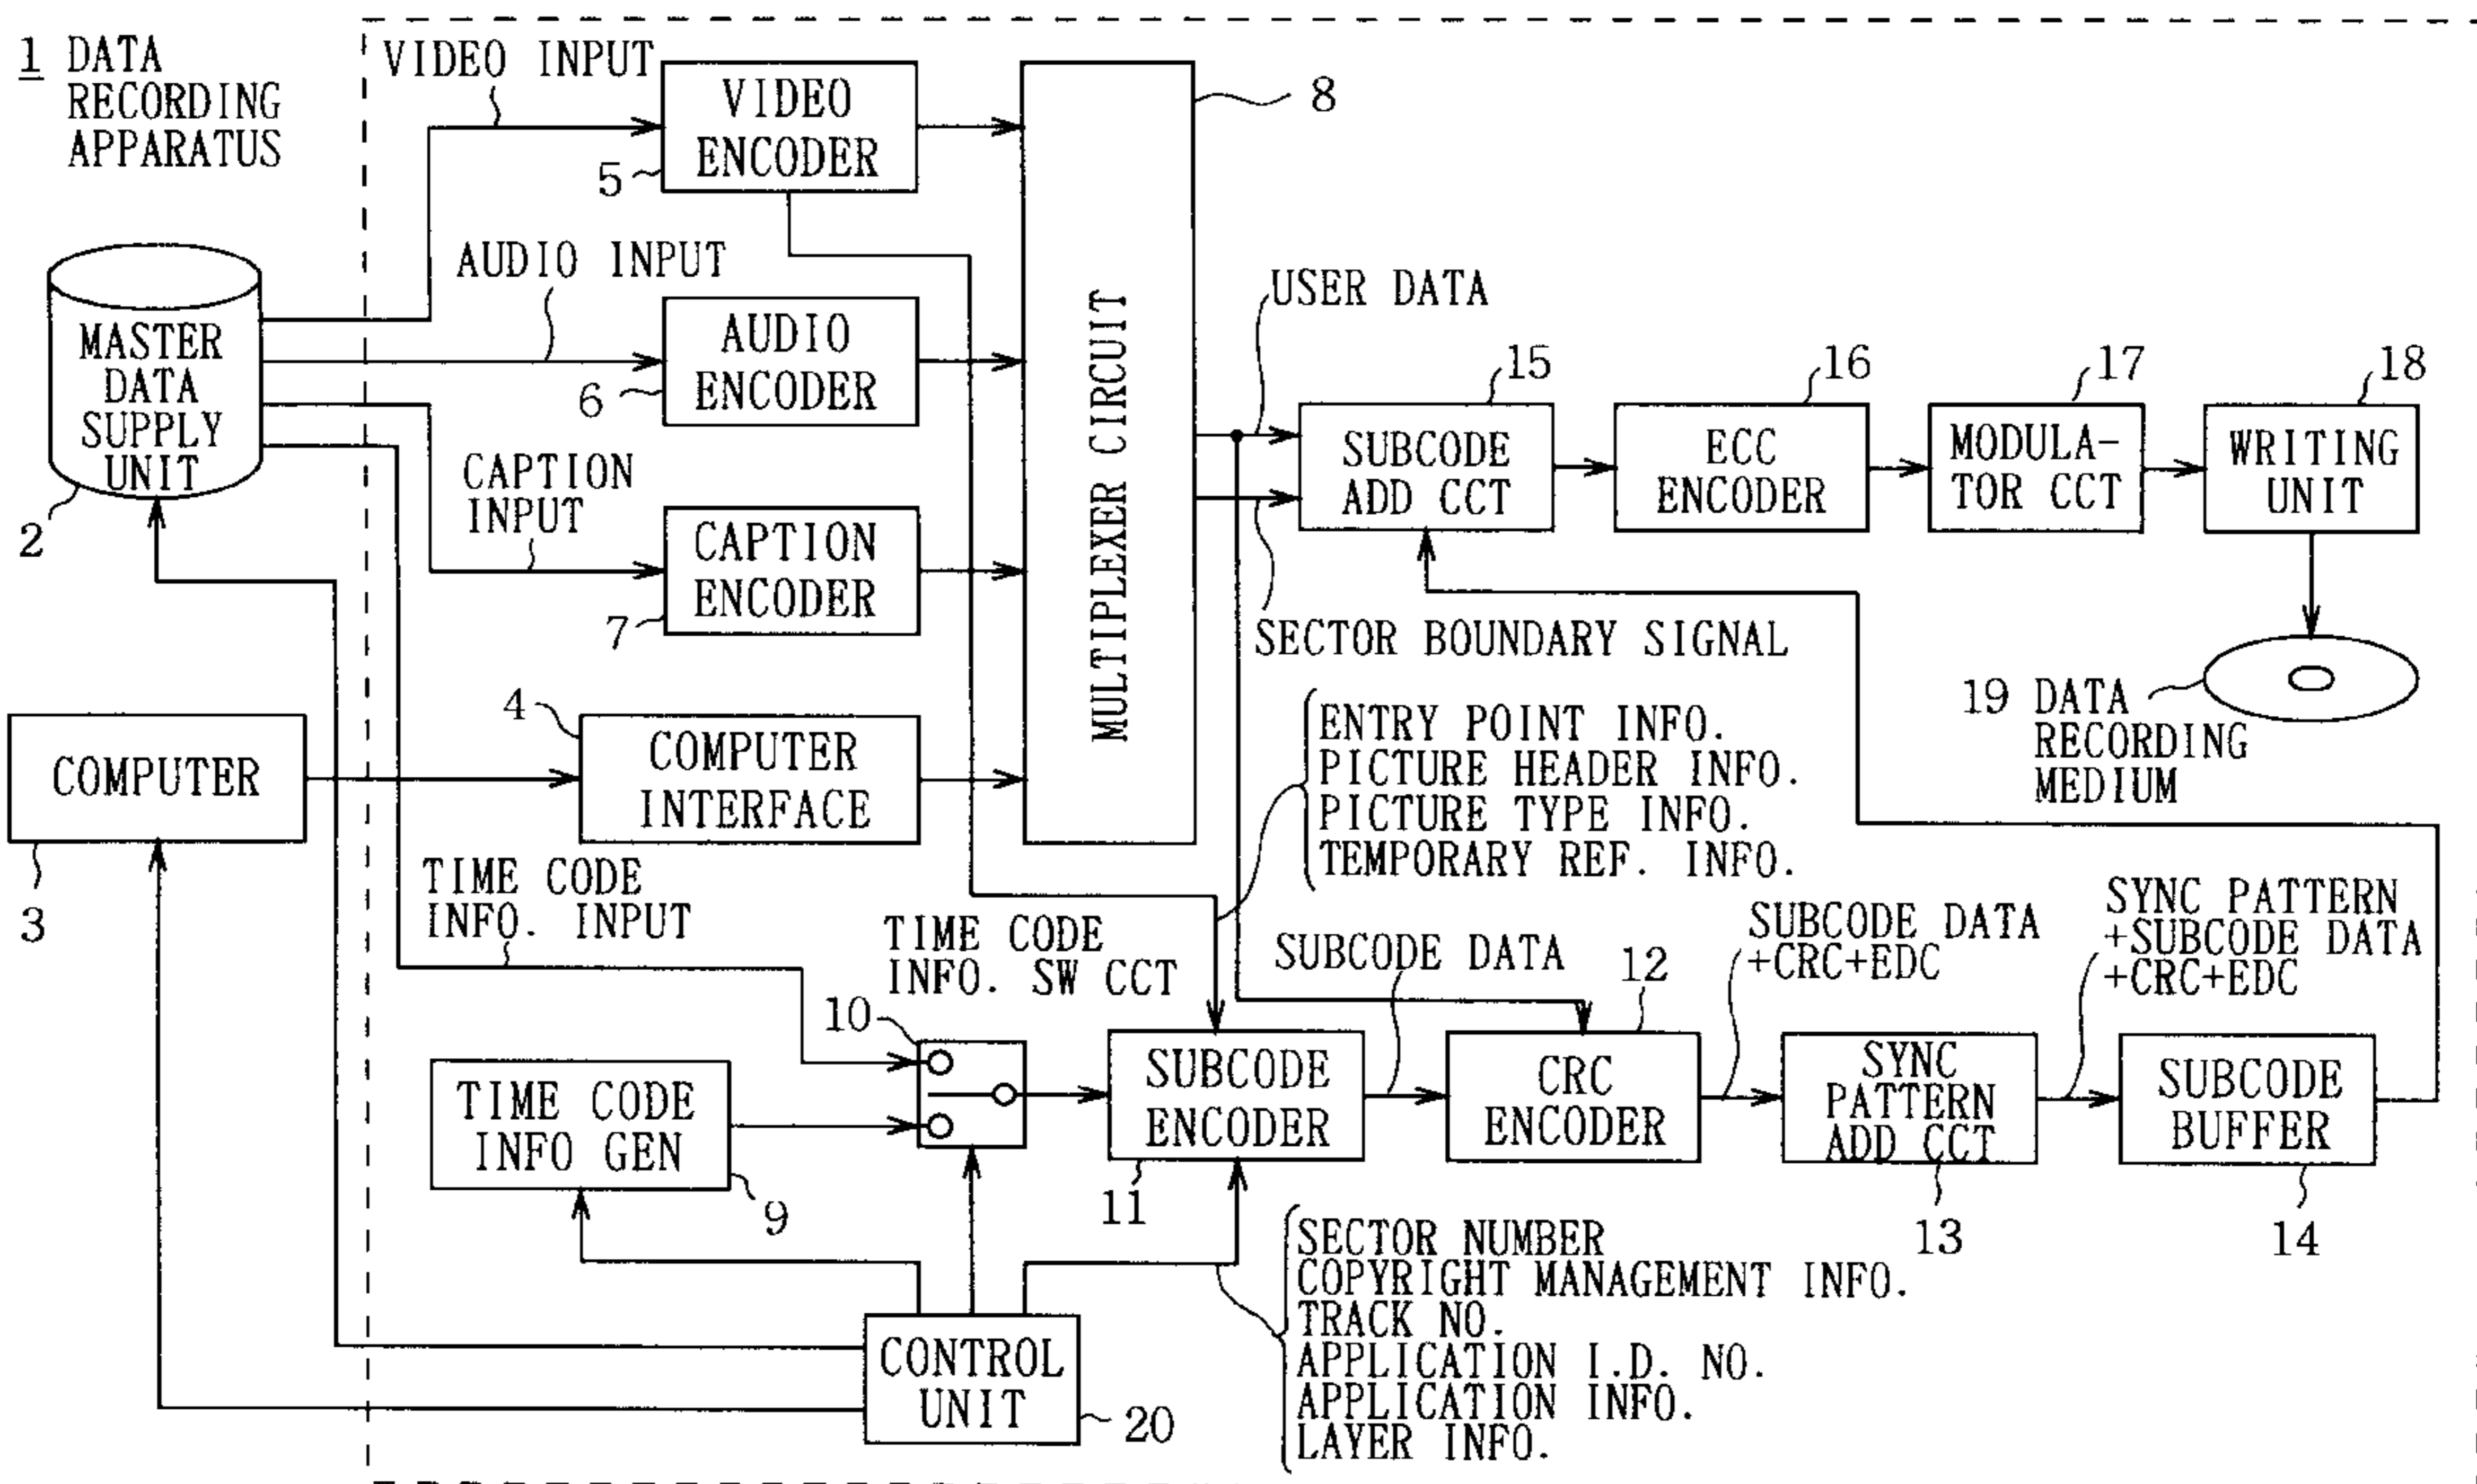 1 DATA
RECORDING
APPARATUS
VIDEO INPUT
VIDEO
ENCODER
5
8
AUDIO INPUT
AUDIO
ENCODER
6
MASTER
DATA
SUPPLY
UNIT
2
CAPTION
INPUT
CAPTION
ENCODER
7
MULTIPLEXER CIRCUIT
USER DATA
SECTOR BOUNDARY SIGNAL
15
SUBCODE
ADD CCT
16
ECC
ENCODER
17
MODULA-
TOR CCT
18
WRITING
UNIT
19 DATA
RECORDING
MEDIUM
COMPUTER
3
4
COMPUTER
INTERFACE
ENTRY POINT INFO.
PICTURE HEADER INFO.
PICTURE TYPE INFO.
TEMPORARY REF. INFO.
TIME CODE
INFO. INPUT
TIME CODE
INFO. SW CCT
10
TIME CODE
INFO GEN
9
SUBCODE
ENCODER
11
SUBCODE DATA
12
CRC
ENCODER
SUBCODE DATA
+CRC+EDC
SYNC
PATTERN
ADD CCT
13
SYNC PATTERN
+SUBCODE DATA
+CRC+EDC
SUBCODE
BUFFER
14
CONTROL
UNIT
20
SECTOR NUMBER
COPYRIGHT MANAGEMENT INFO.
TRACK NO.
APPLICATION I.D. NO.
APPLICATION INFO.
LAYER INFO.